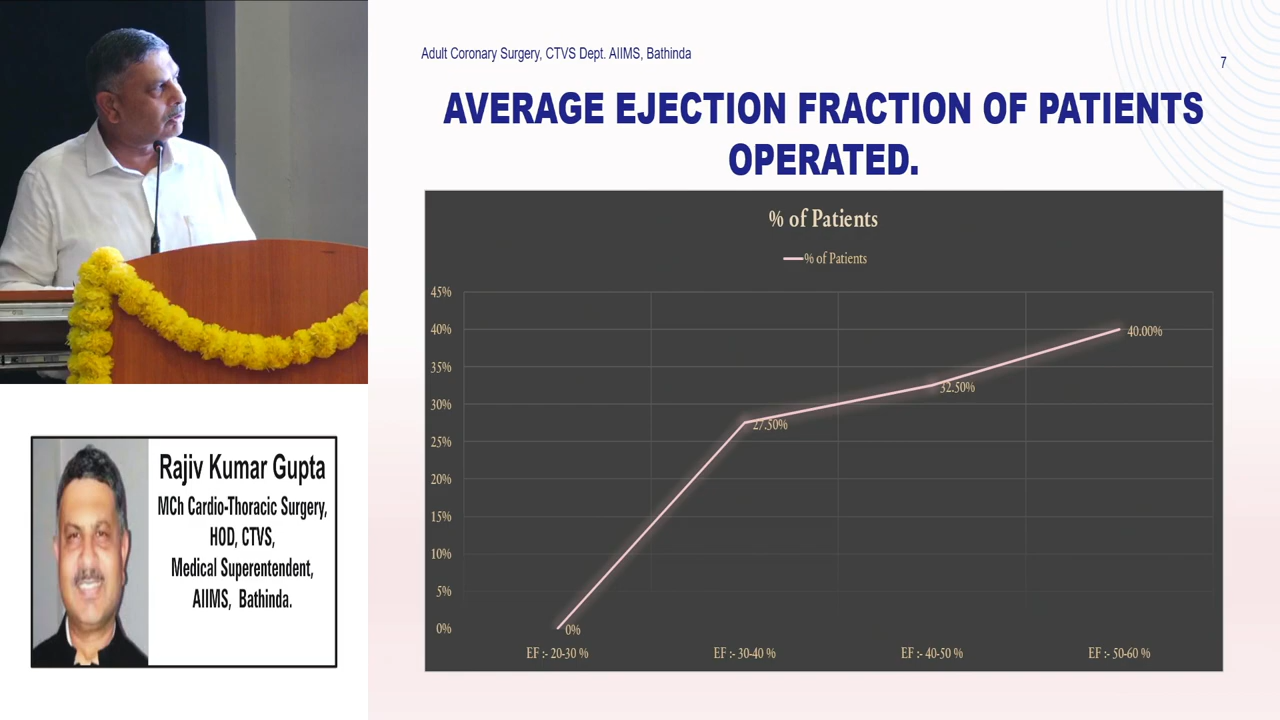 Adult Coronary Surgery, CTVS Dept. AIIMS, Bathinda
7
AVERAGE EJECTION FRACTION OF PATIENTS
OPERATED.
% of Patients
% of Patients
45%
40%
35%
30%
25%
20%
15%
10%
5%
0%
0%
27.50%
32.50%
40.00%
EF :- 20-30 %
EF :- 30-40 %
EF :- 40-50 %
EF :- 50-60 %
Rajiv Kumar Gupta
MCh Cardio-Thoracic Surgery,
HOD, CTVS,
Medical Superentendent,
AIIMS, Bathinda.